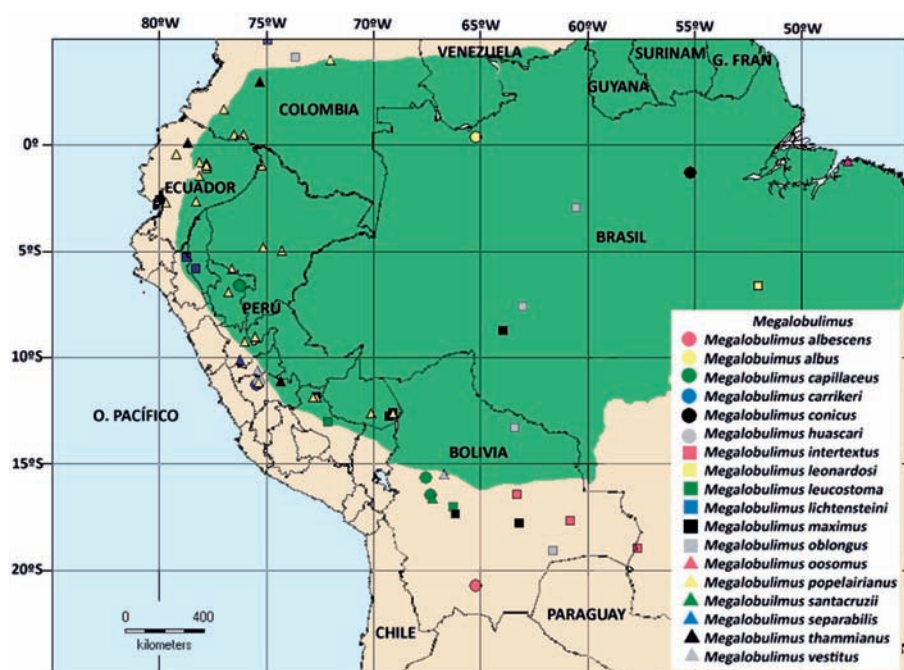 80ºW 75ºW 70ºW 65ºW 60ºW 55ºW 50ºW
VENEZUELA
SURINAM
G. FRAN
GUYANA
COLOMBIA
0º
ECUADOR
BRASIL
5ºS
PERÚ
10ºS
O. PACÍFICO
BOLIVIA
15ºS
20ºS
PARAGUAY
CHILE
0 400
kilometers
Megalobulimus
Megalobulimus albescens
Megalobuimus albus
Megalobulimus capillaceus
Megalobulimus carrikeri
Megalobulimus conicus
Megalobulimus huascari
Megalobulimus intertextus
Megalobulimus leonardosi
Megalobulimus leucostoma
Megalobulimus lichtensteini
Megalobulimus maximus
Megalobulimus oblongus
Megalobulimus oosomus
Megalobulimus popelairianus
Megalobuilmus santacruzii
Megalobulimus separabilis
Megalobulimus thammianus
Megalobulimus vestitus